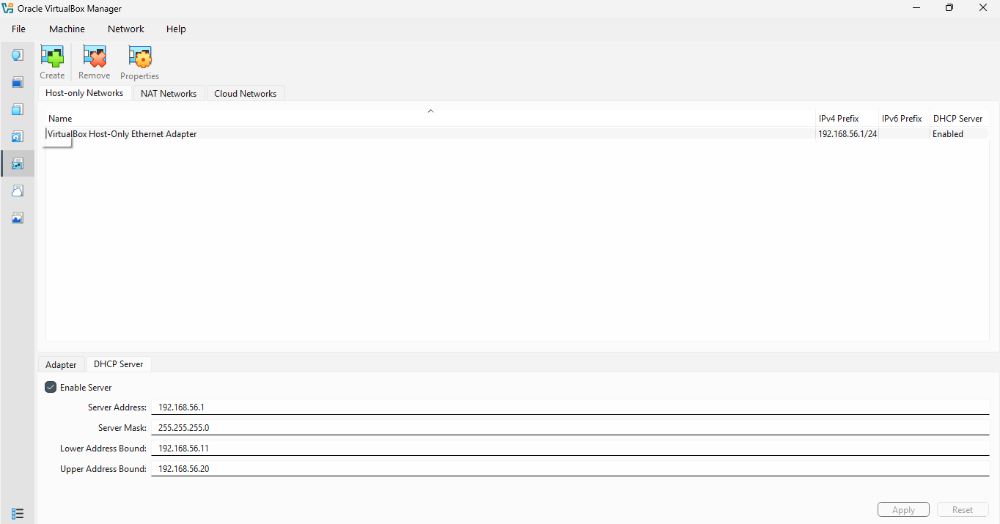 Oracle VirtualBox Manager
File Machine Network Help
Create Remove Properties
Host-only Networks NAT Networks Cloud Networks
Name IPv4 Prefix IPv6 Prefix DHCP Server
VirtualBox Host-Only Ethernet Adapter 192.168.56.1/24 Enabled
Adapter DHCP Server
Enable Server
Server Address: 192.168.56.1
Server Mask: 255.255.255.0
Lower Address Bound: 192.168.56.11
Upper Address Bound: 192.168.56.20
Apply Reset